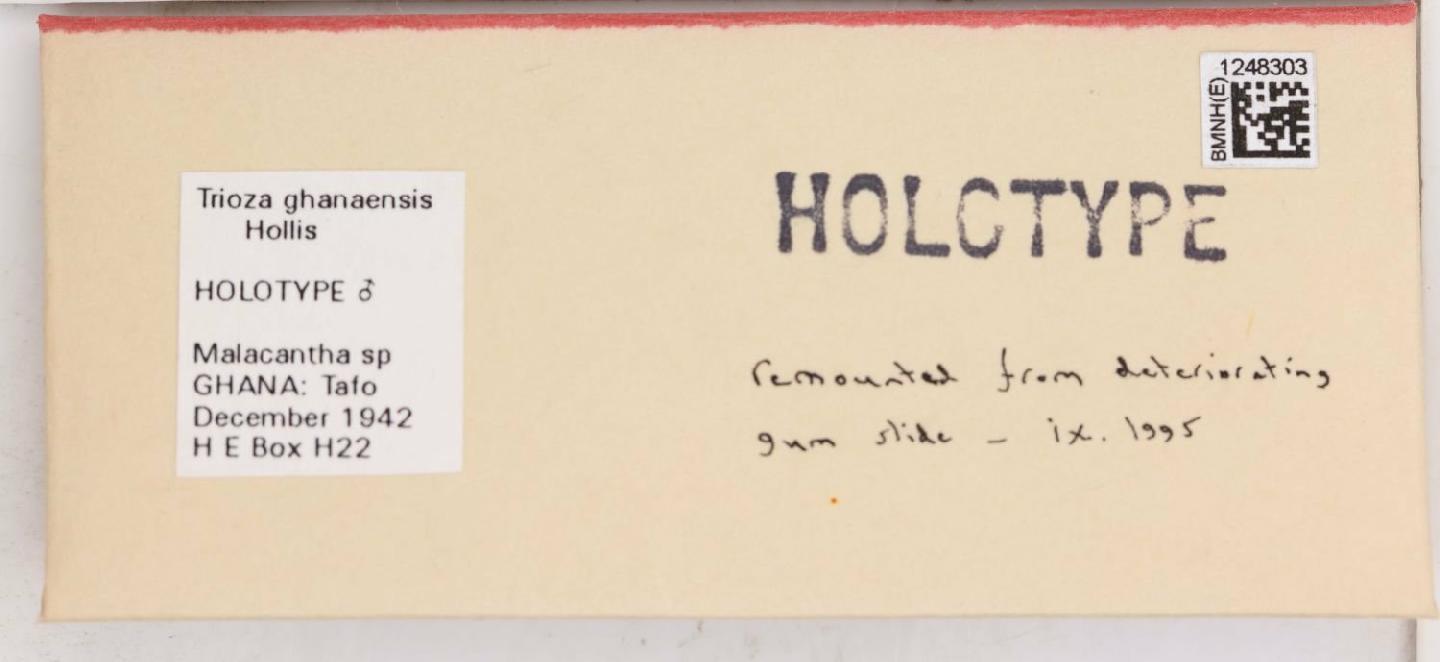 1248303
BMNH(E)
Trioza ghanaensis
Hollis
HOLOTYPE ♂
Malacantha sp
GHANA: Tafo
December 1942
H E Box H22
HOLOTYPE
remounted from deteriorating
gum slide - ix. 1995